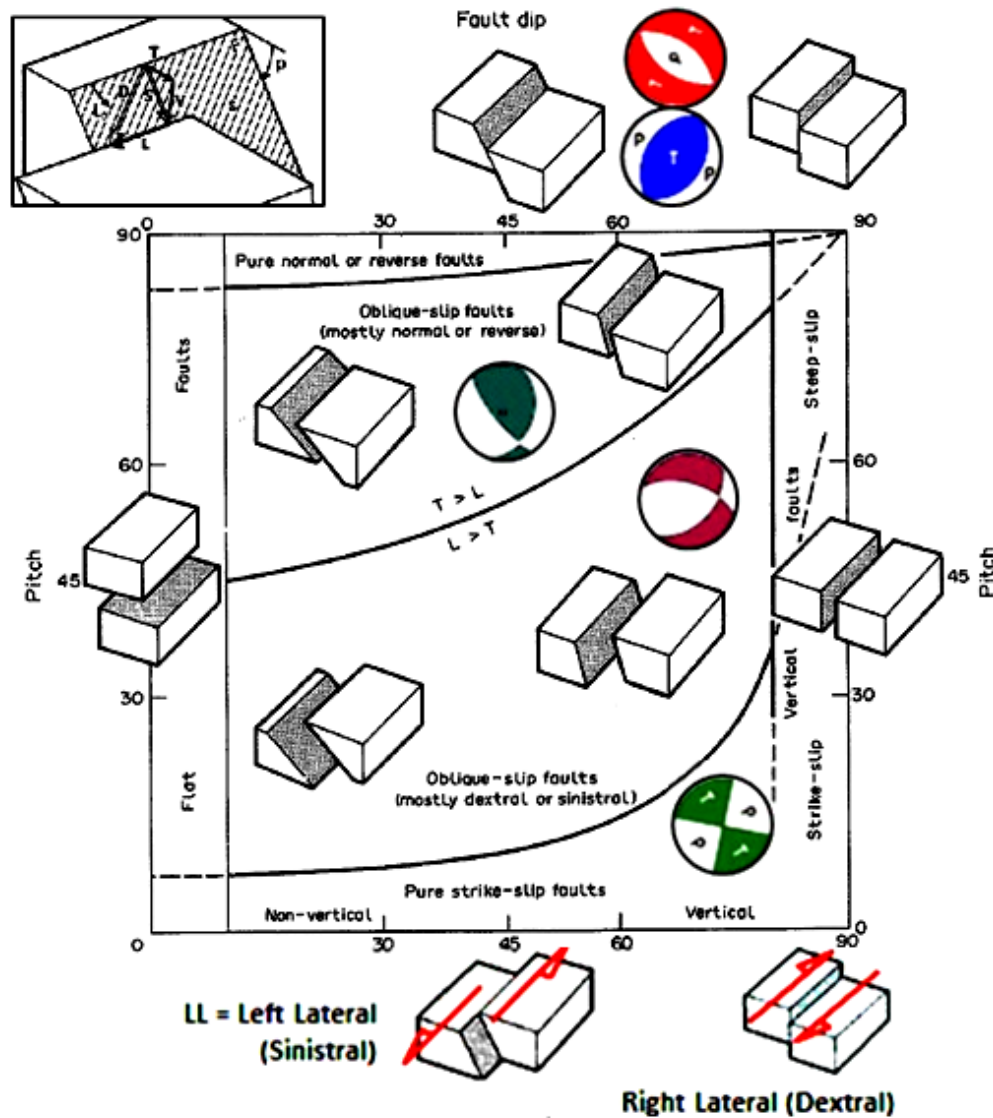 Fault dip
T
D
S
V
L
P
T
P
P
0
30
45
60
90
90
90
Pure normal or reverse faults
Oblique-slip faults
(mostly normal or reverse)
Faults
Steep-slip
60
60
T > L
L > T
faults
Pitch
45
45
Pitch
30
30
Vertical
Flat
Oblique-slip faults
(mostly dextral or sinistral)
Strike-slip
T
P
P
T
Pure strike-slip faults
Non-vertical
Vertical
0
0
30
45
60
90
LL = Left Lateral
(Sinistral)
Right Lateral (Dextral)